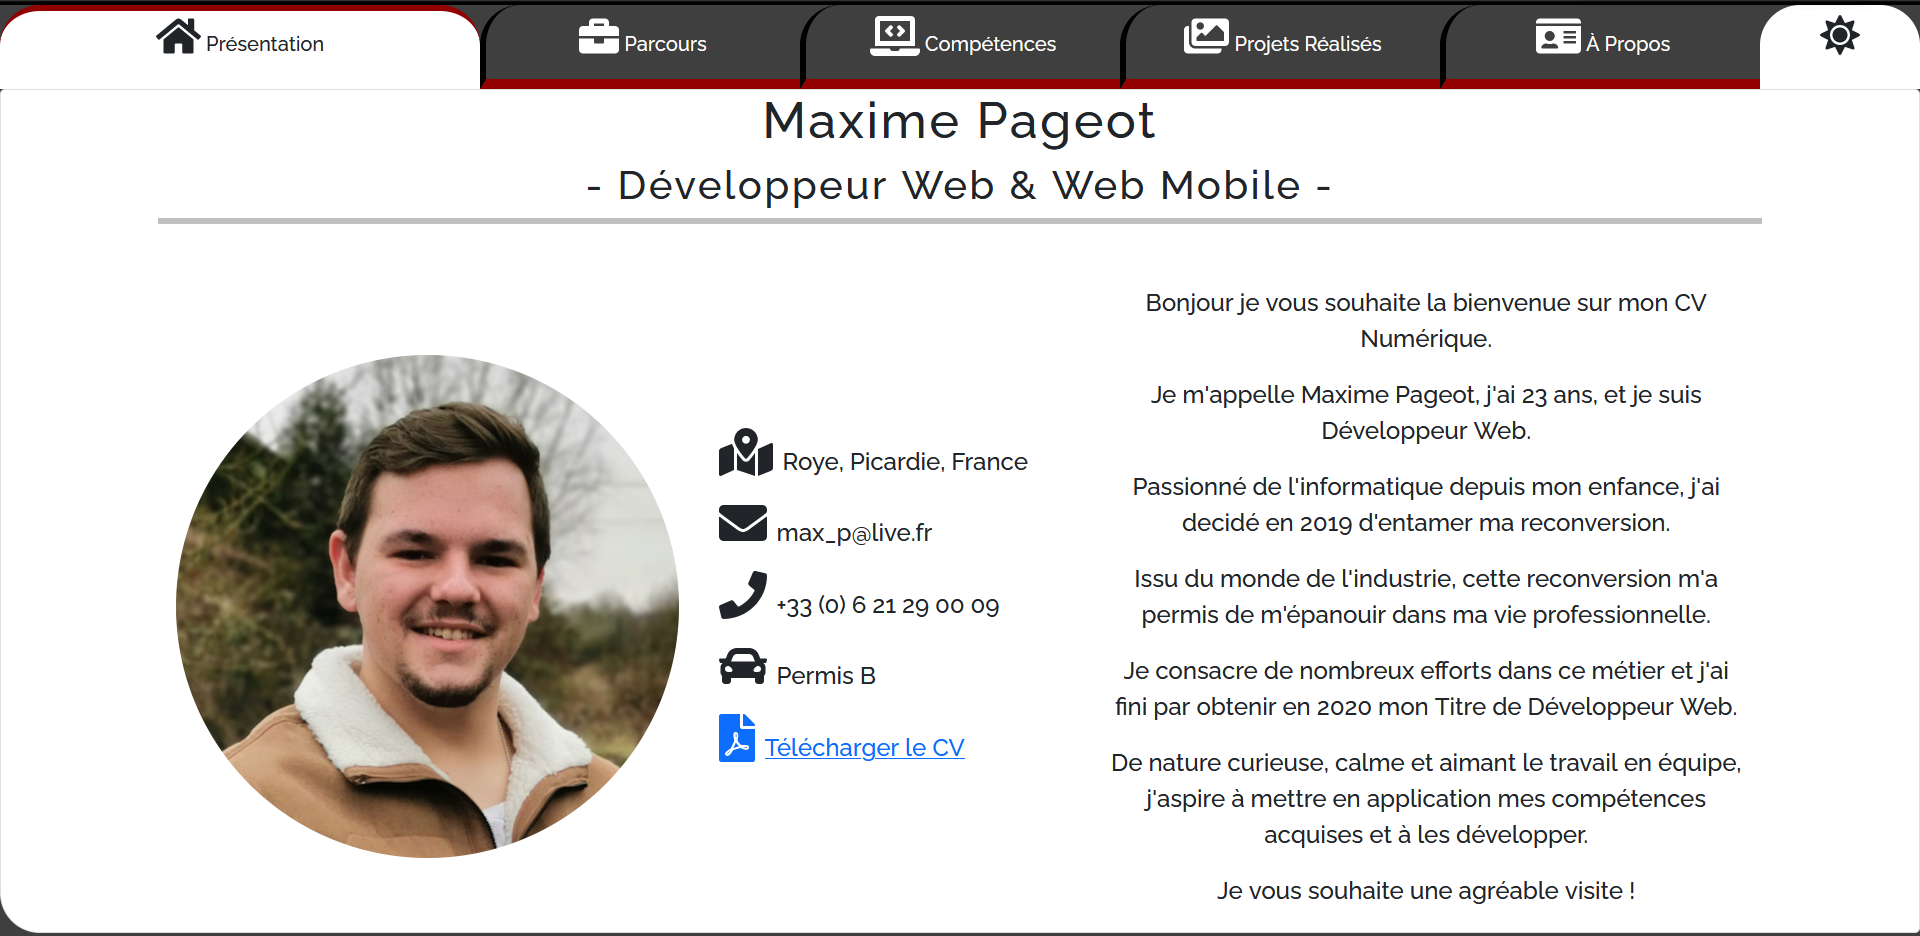 Présentation
Parcours
Compétences
Projets Réalisés
À Propos
Maxime Pageot
- Développeur Web & Web Mobile -
Roye, Picardie, France
max_p@live.fr
+33 (0) 6 21 29 00 09
Permis B
Télécharger le CV
Bonjour je vous souhaite la bienvenue sur mon CV
Numérique.
Je m'appelle Maxime Pageot, j'ai 23 ans, et je suis
Développeur Web.
Passionné de l'informatique depuis mon enfance, j'ai
decidé en 2019 d'entamer ma reconversion.
Issu du monde de l'industrie, cette reconversion m'a
permis de m'épanouir dans ma vie professionnelle.
Je consacre de nombreux efforts dans ce métier et j'ai
fini par obtenir en 2020 mon Titre de Développeur Web.
De nature curieuse, calme et aimant le travail en équipe,
j'aspire à mettre en application mes compétences
acquises et à les développer.
Je vous souhaite une agréable visite !